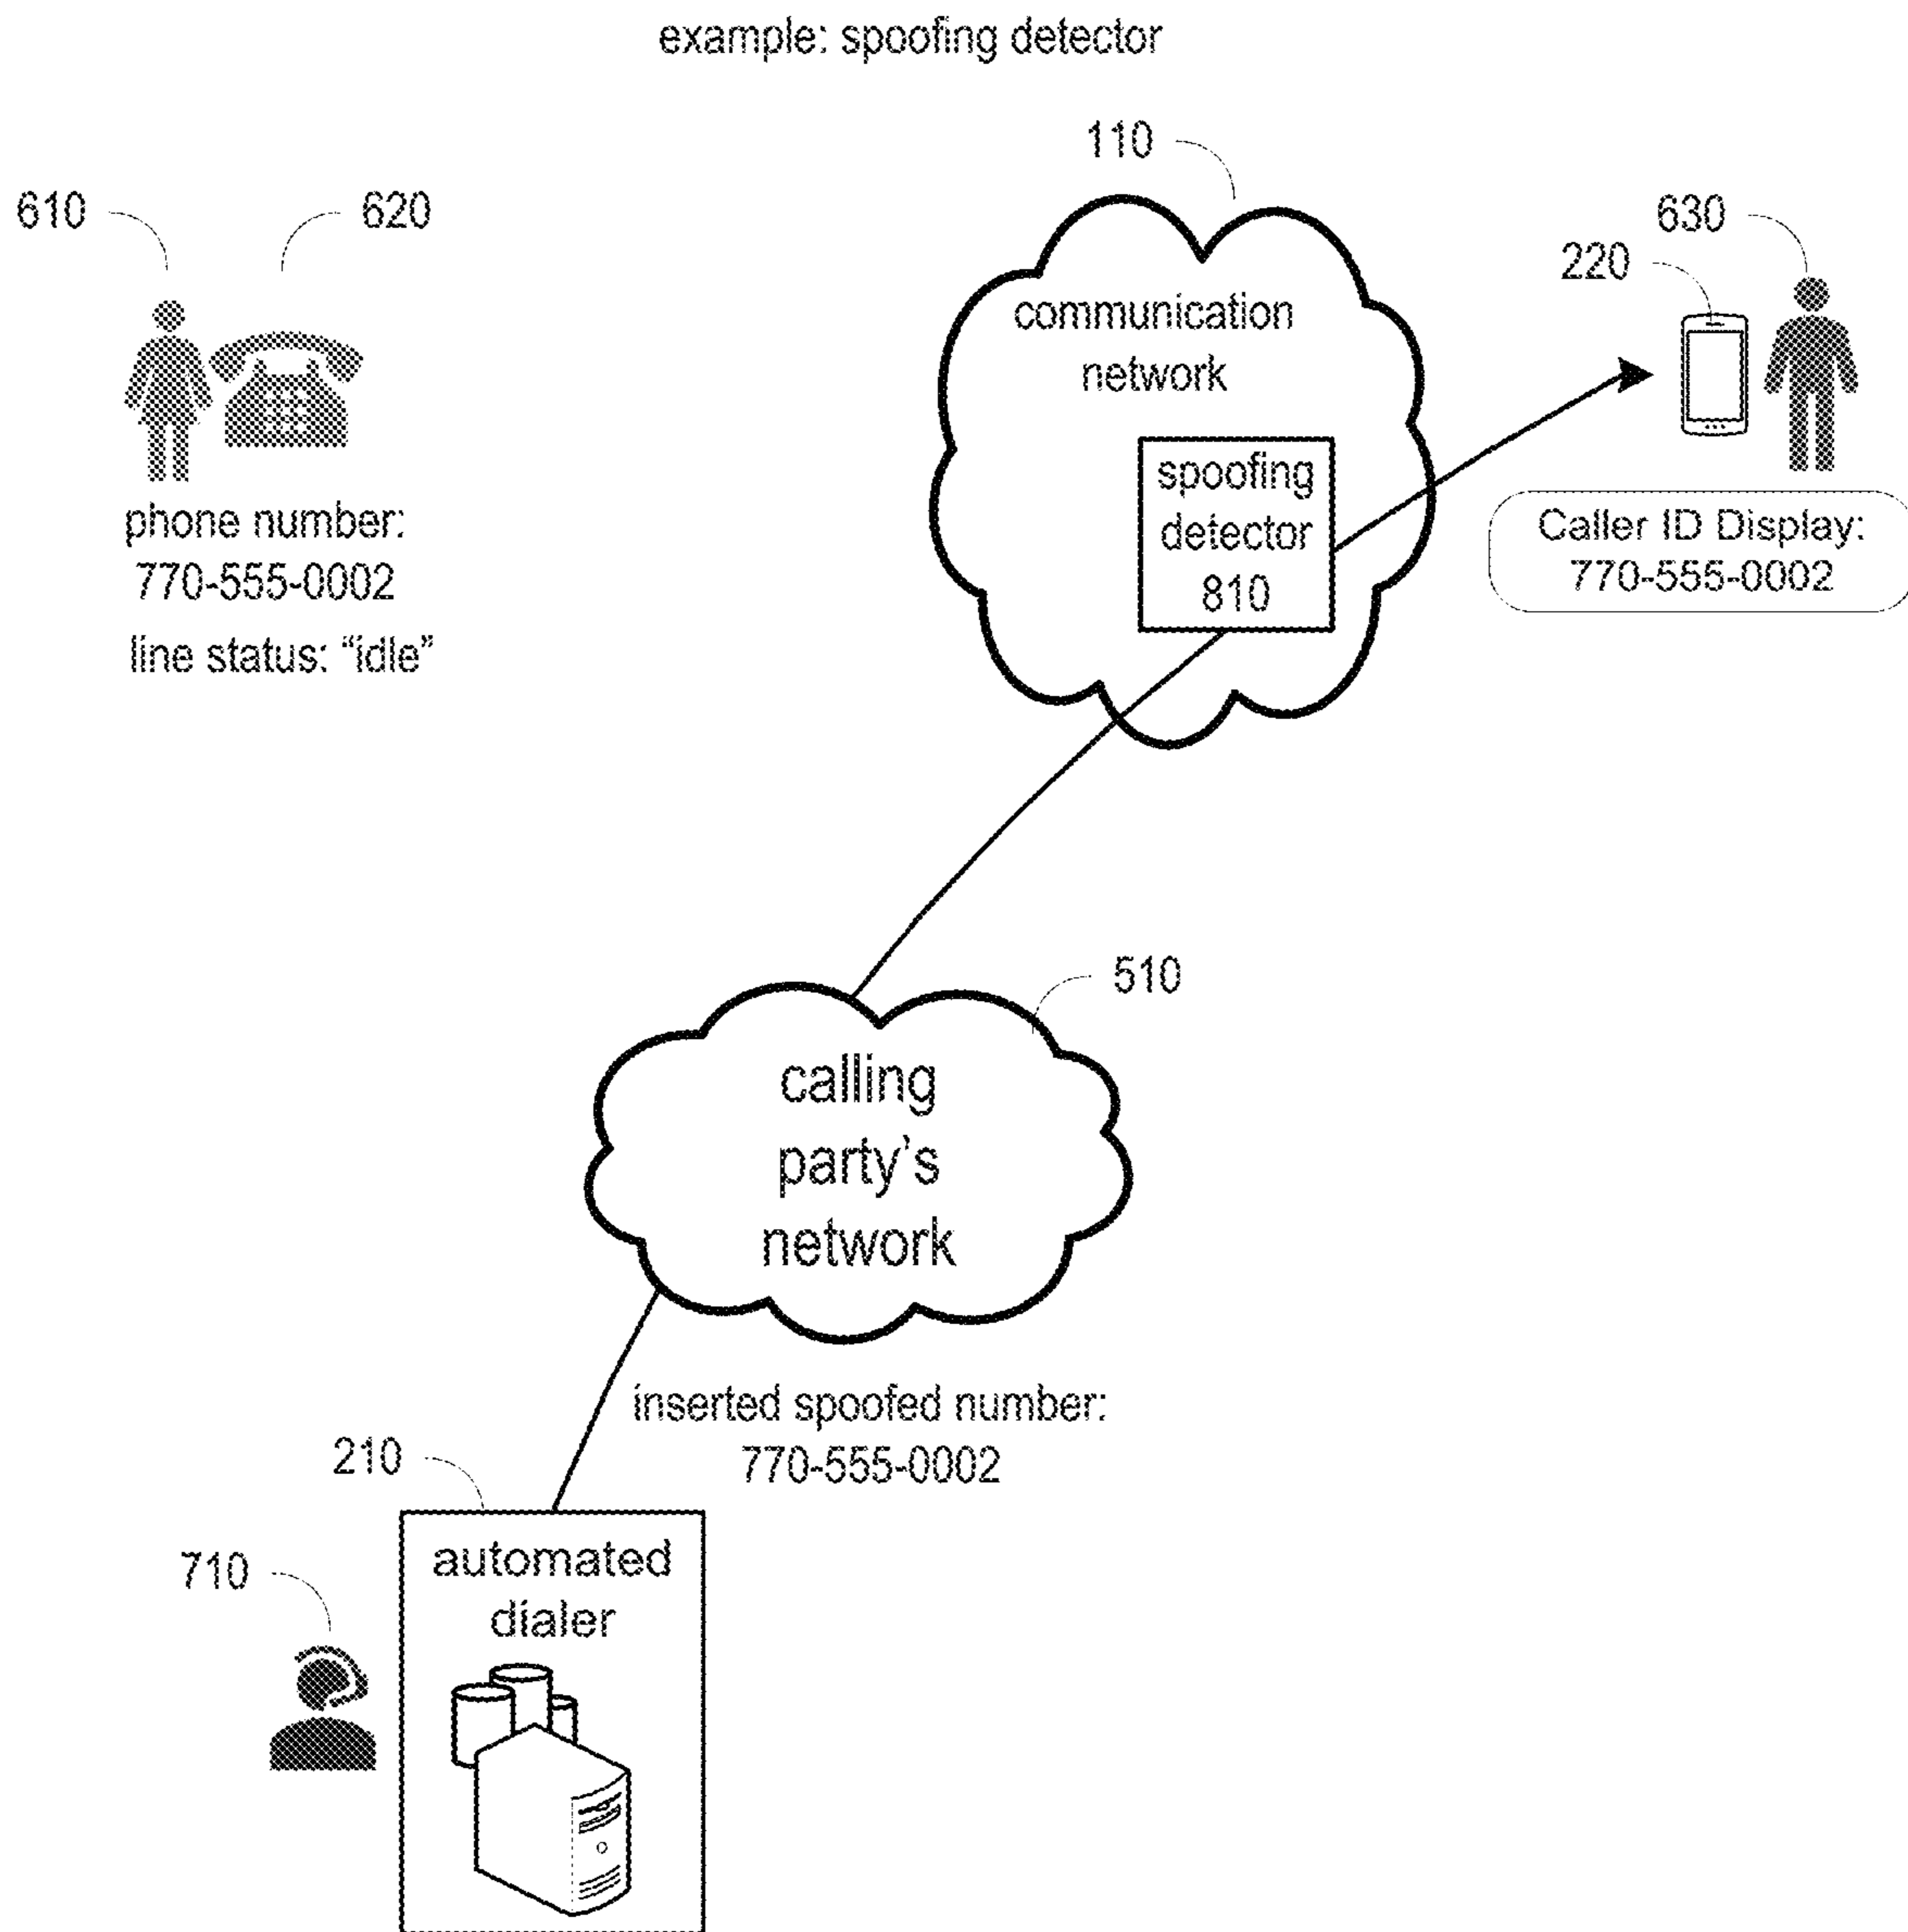 example: spoofing detector
110
610
620
630
220
communication
network
spoofing
detector
810
phone number:
770-555-0002
line status: “idle”
Caller ID Display:
770-555-0002
510
calling
party’s
network
inserted spoofed number:
770-555-0002
210
710
automated
dialer